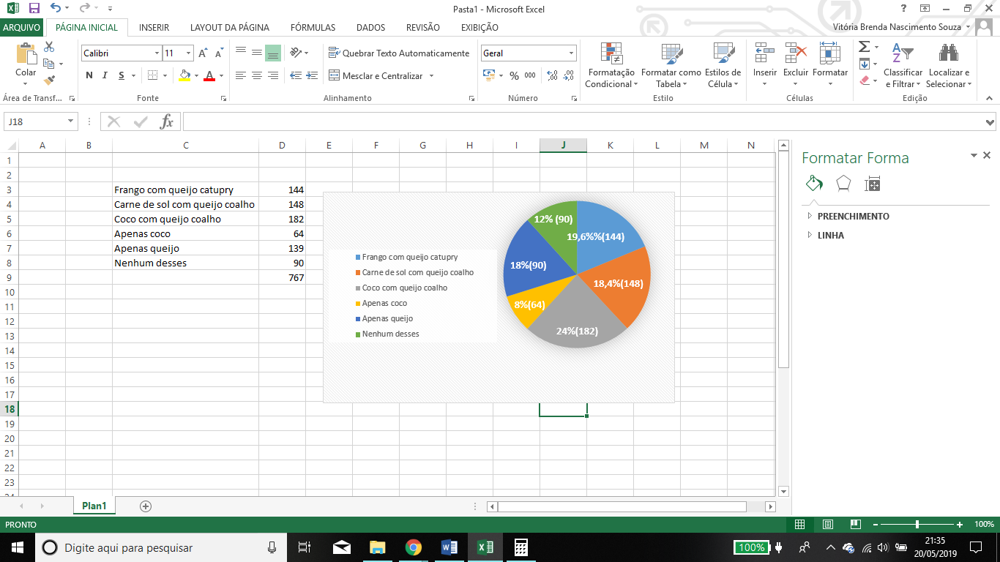 Pasta1 - Microsoft Excel
ARQUIVO PÁGINA INICIAL INSERIR LAYOUT DA PÁGINA FÓRMULAS DADOS REVISÃO EXIBIÇÃO Vitória Brenda Nascimento Souza
Colar
Calibri 11
N I S
Quebrar Texto Automaticamente
Mesclar e Centralizar
Geral
% 000
Formatação Condicional
Formatar como Tabela
Estilos de Célula
Inserir Excluir Formatar
Classificar e Filtrar
Localizar e Selecionar
Área de Transf... Fonte Alinhamento Número Estilo Células Edição
J18 fx
A B C D E F G H I J K L M N
1
2
3 Frango com queijo catupry 144
4 Carne de sol com queijo coalho 148
5 Coco com queijo coalho 182
6 Apenas coco 64
7 Apenas queijo 139
8 Nenhum desses 90
9 767
10
11
12
13
14
15
16
17
18
19
20
21
22
23
Frango com queijo catupry
Carne de sol com queijo coalho
Coco com queijo coalho
Apenas coco
Apenas queijo
Nenhum desses
12% (90)
19,6%%(144)
18%(90)
18,4%(148)
8%(64)
24%(182)
Formatar Forma
PREENCHIMENTO
LINHA
Plan1
PRONTO 100%
Digite aqui para pesquisar
100%
21:35
20/05/2019